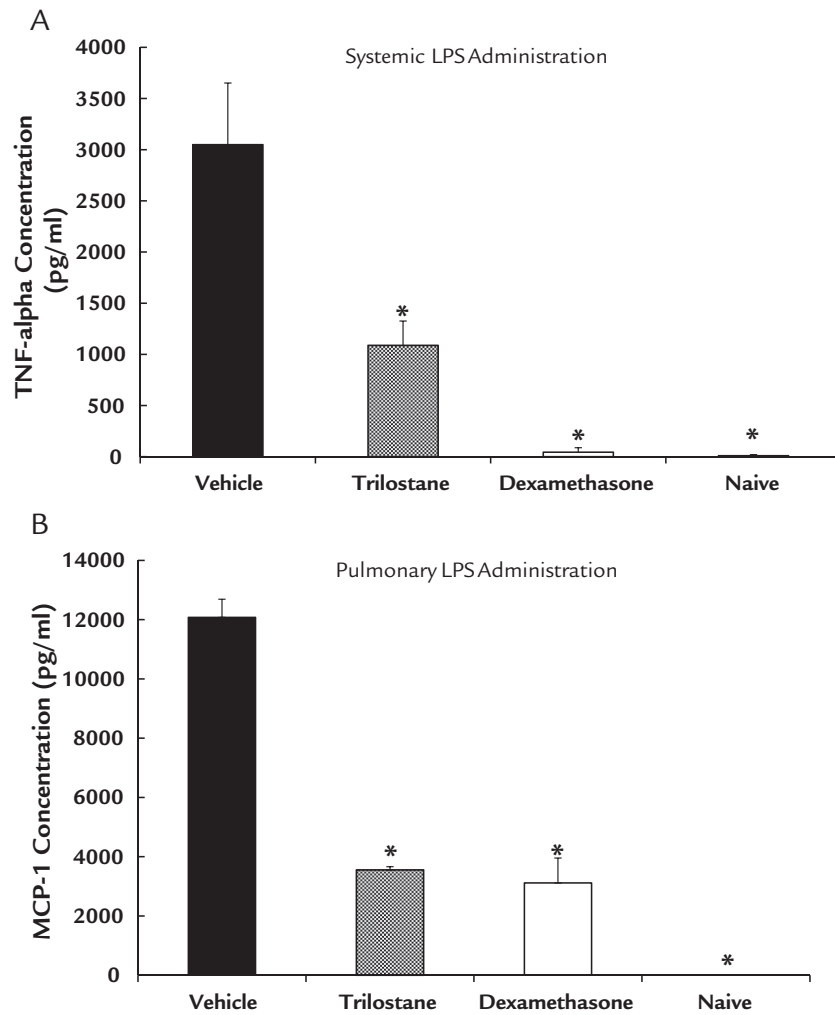 A
Systemic LPS Administration
TNF-alpha Concentration
(pg/ml)
4000
3500
3000
2500
2000
1500
1000
500
0
*
*
*
Vehicle
Trilostane
Dexamethasone
Naive
B
Pulmonary LPS Administration
MCP-1 Concentration (pg/ml)
14000
12000
10000
8000
6000
4000
2000
0
*
*
*
Vehicle
Trilostane
Dexamethasone
Naive